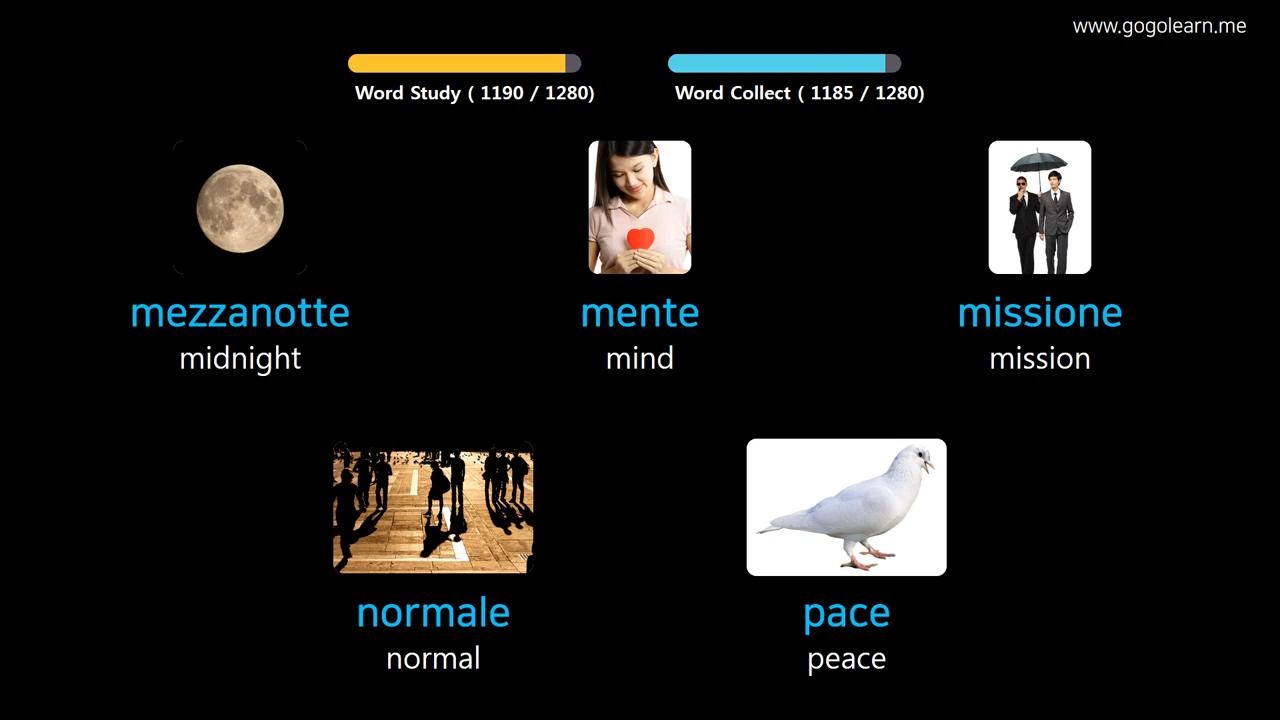 www.gogolearn.me
Word Study ( 1190 / 1280)
Word Collect ( 1185 / 1280)
mezzanotte
midnight
mente
mind
missione
mission
normale
normal
pace
peace